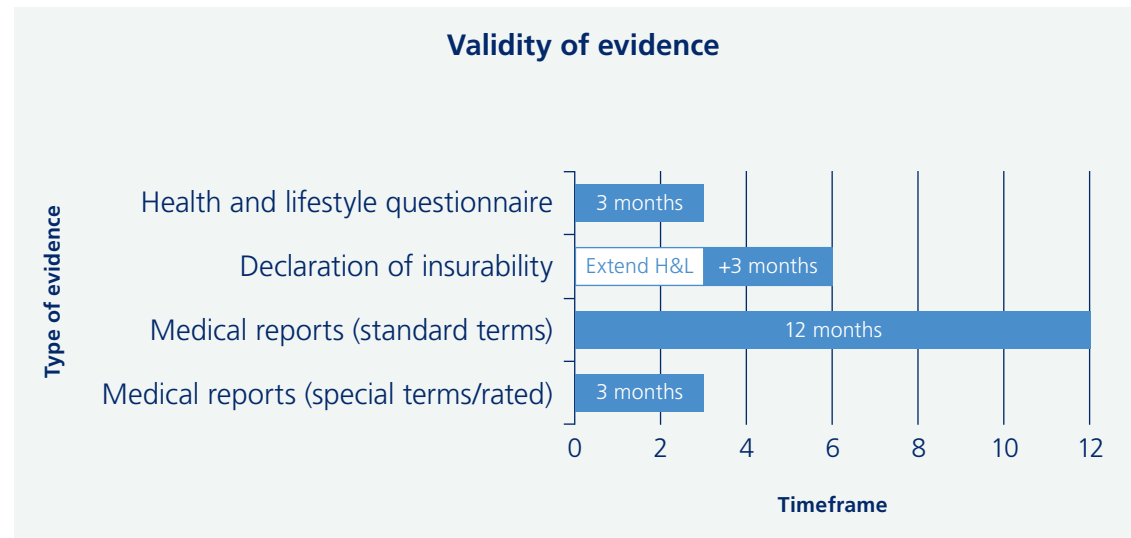 Validity of evidence
Type of evidence
Health and lifestyle questionnaire
3 months
Declaration of insurability
Extend H&L
+3 months
Medical reports (standard terms)
12 months
Medical reports (special terms/rated)
3 months
0 2 4 6 8 10 12
Timeframe